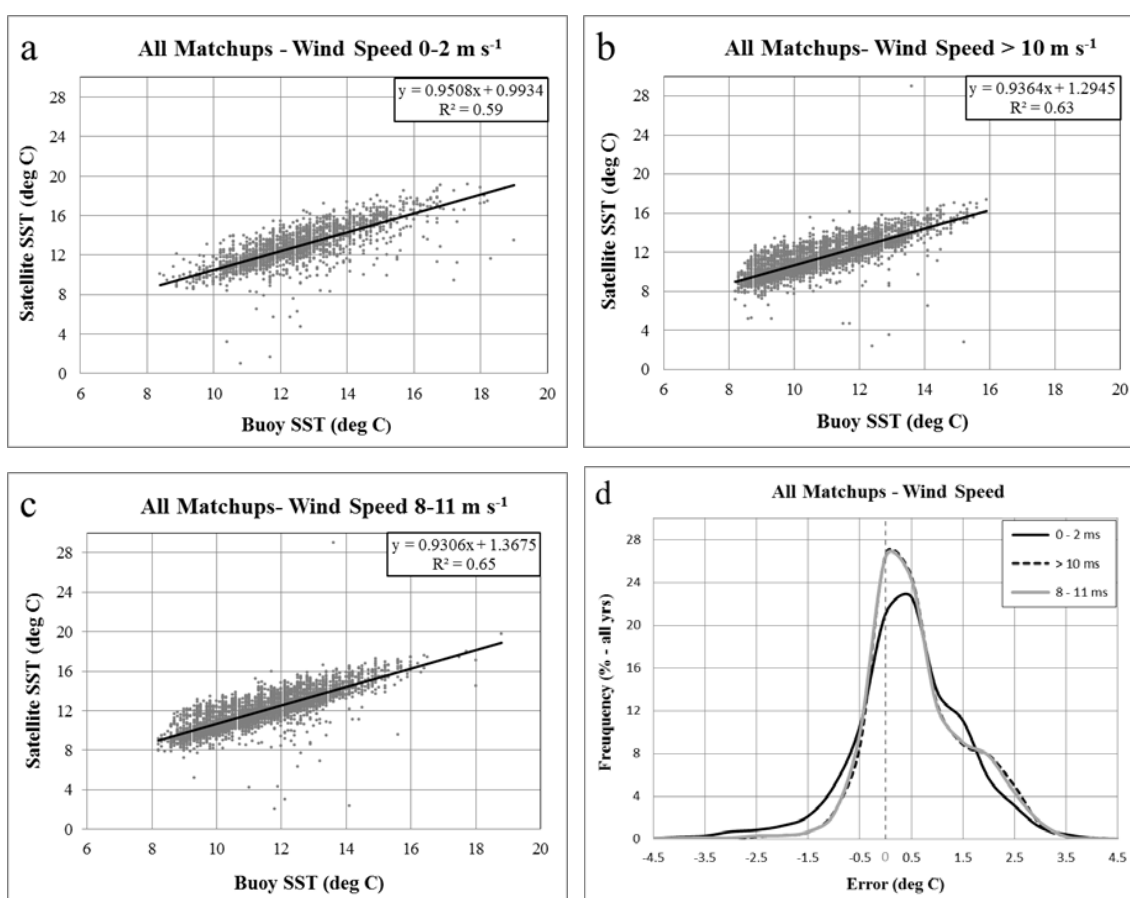 a
All Matchups - Wind Speed 0-2 m s⁻¹
y = 0.9508x + 0.9934
R² = 0.59
28
24
20
16
12
8
4
0
Satellite SST (deg C)
6 8 10 12 14 16 18 20
Buoy SST (deg C)
b
All Matchups- Wind Speed > 10 m s⁻¹
y = 0.9364x + 1.2945
R² = 0.63
28
24
20
16
12
8
4
0
Satellite SST (deg C)
6 8 10 12 14 16 18 20
Buoy SST (deg C)
c
All Matchups- Wind Speed 8-11 m s⁻¹
y = 0.9306x + 1.3675
R² = 0.65
28
24
20
16
12
8
4
0
Satellite SST (deg C)
6 8 10 12 14 16 18 20
Buoy SST (deg C)
d
All Matchups - Wind Speed
0 - 2 ms
> 10 ms
8 - 11 ms
28
24
20
16
12
8
4
0
Freuquency (% - all yrs)
-4.5 -3.5 -2.5 -1.5 -0.5 0 0.5 1.5 2.5 3.5 4.5
Error (deg C)